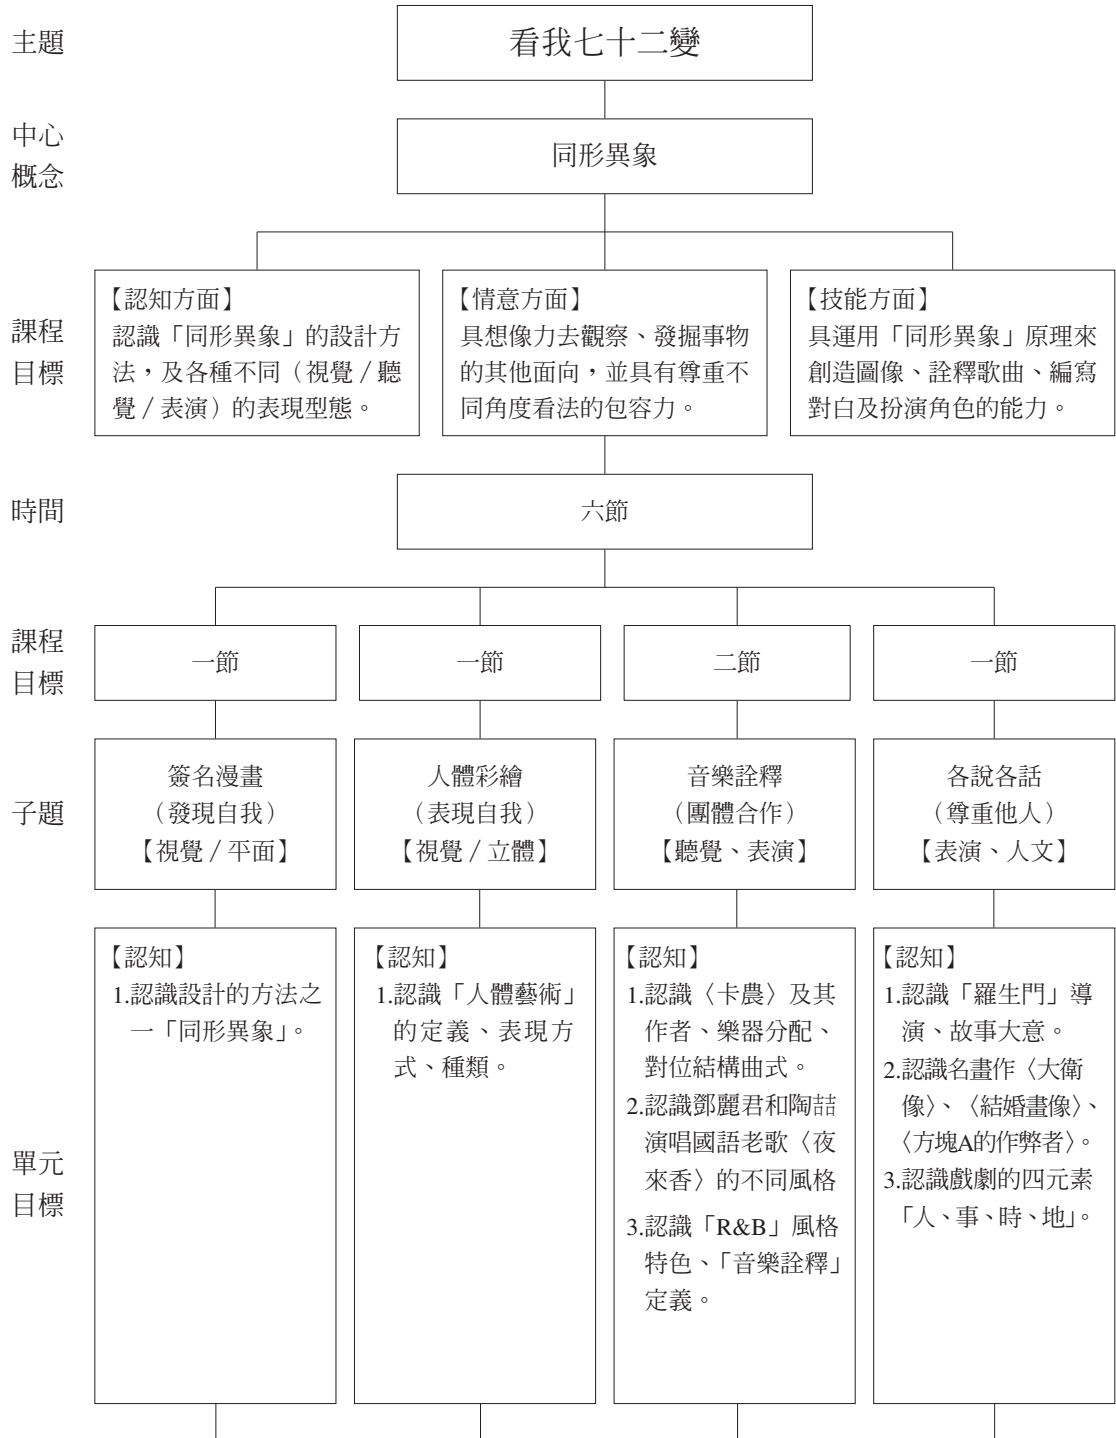 主題
看我七十二變
中心
概念
同形異象
課程
目標
【認知方面】
認識「同形異象」的設計方
法，及各種不同（視覺／聽
覺／表演）的表現型態。
【情意方面】
具想像力去觀察、發掘事物
的其他面向，並具有尊重不
同角度看法的包容力。
【技能方面】
具運用「同形異象」原理來
創造圖像、詮釋歌曲、編寫
對白及扮演角色的能力。
時間
六節
課程
目標
一節
一節
二節
一節
子題
簽名漫畫
（發現自我）
【視覺／平面】
人體彩繪
（表現自我）
【視覺／立體】
音樂詮釋
（團體合作）
【聽覺、表演】
各說各話
（尊重他人）
【表演、人文】
單元
目標
【認知】
1.認識設計的方法之
一「同形異象」。
【認知】
1.認識「人體藝術」
的定義、表現方
式、種類。
【認知】
1.認識〈卡農〉及其
作者、樂器分配、
對位結構曲式。
2.認識鄧麗君和陶喆
演唱國語老歌〈夜
來香〉的不同風格
3.認識「R&B」風格
特色、「音樂詮釋」
定義。
【認知】
1.認識「羅生門」導
演、故事大意。
2.認識名畫作〈大衛
像〉、〈結婚畫像〉、
〈方塊A的作弊者〉。
3.認識戲劇的四元素
「人、事、時、地」。